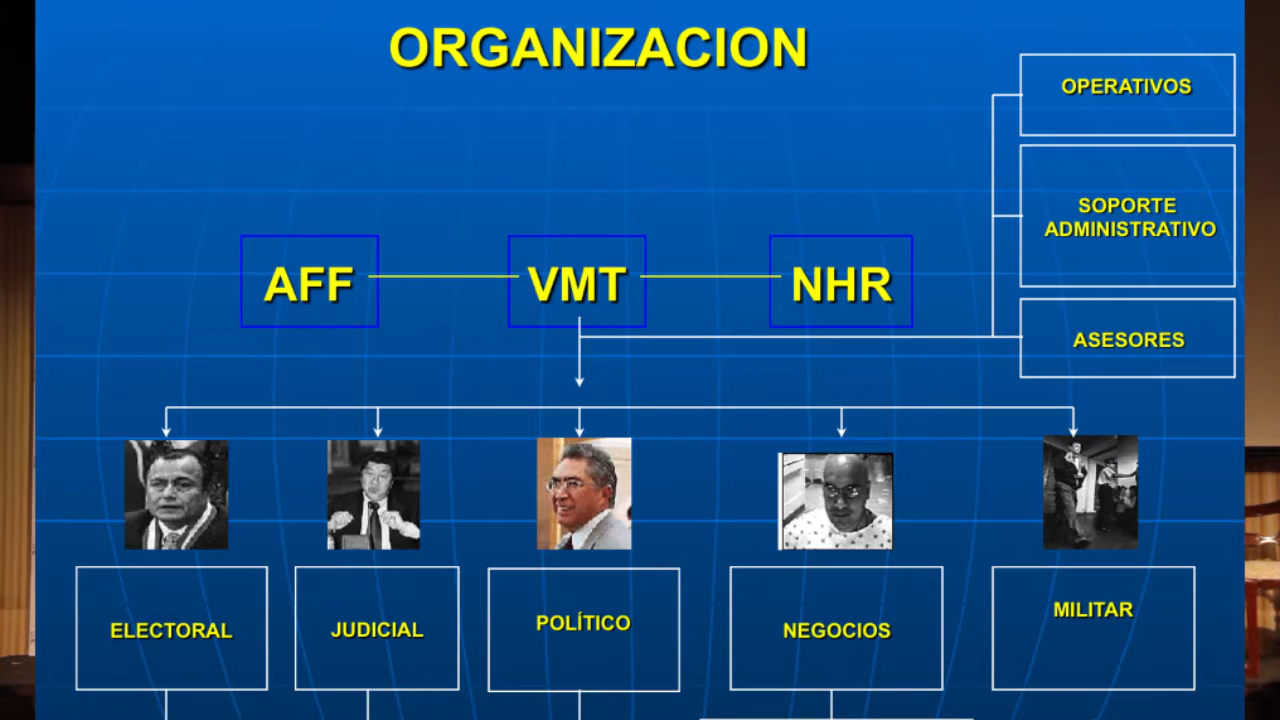 ORGANIZACION
OPERATIVOS
SOPORTE
ADMINISTRATIVO
ASESORES
AFF
VMT
NHR
ELECTORAL
JUDICIAL
POLÍTICO
NEGOCIOS
MILITAR